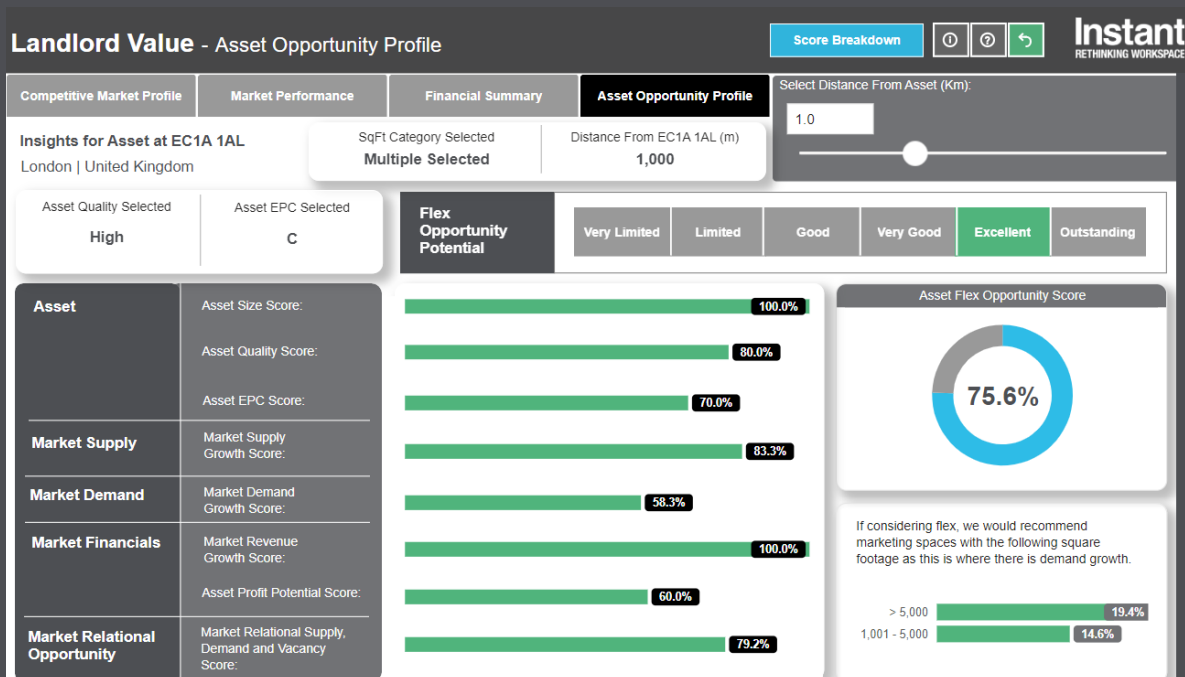 Landlord Value - Asset Opportunity Profile
Score Breakdown
Instant
RETHINKING WORKSPACE
Competitive Market Profile
Market Performance
Financial Summary
Asset Opportunity Profile
Select Distance From Asset (Km):
1.0
Insights for Asset at EC1A 1AL
London | United Kingdom
SqFt Category Selected
Multiple Selected
Distance From EC1A 1AL (m)
1,000
Asset Quality Selected
High
Asset EPC Selected
C
Flex
Opportunity
Potential
Very Limited
Limited
Good
Very Good
Excellent
Outstanding
Asset
Asset Size Score:
100.0%
Asset Quality Score:
80.0%
Asset EPC Score:
70.0%
Market Supply
Market Supply
Growth Score:
83.3%
Market Demand
Market Demand
Growth Score:
58.3%
Market Financials
Market Revenue
Growth Score:
100.0%
Asset Profit Potential Score:
60.0%
Market Relational
Opportunity
Market Relational Supply,
Demand and Vacancy
Score:
79.2%
Asset Flex Opportunity Score
75.6%
If considering flex, we would recommend
marketing spaces with the following square
footage as this is where there is demand growth.
> 5,000
19.4%
1,001 - 5,000
14.6%